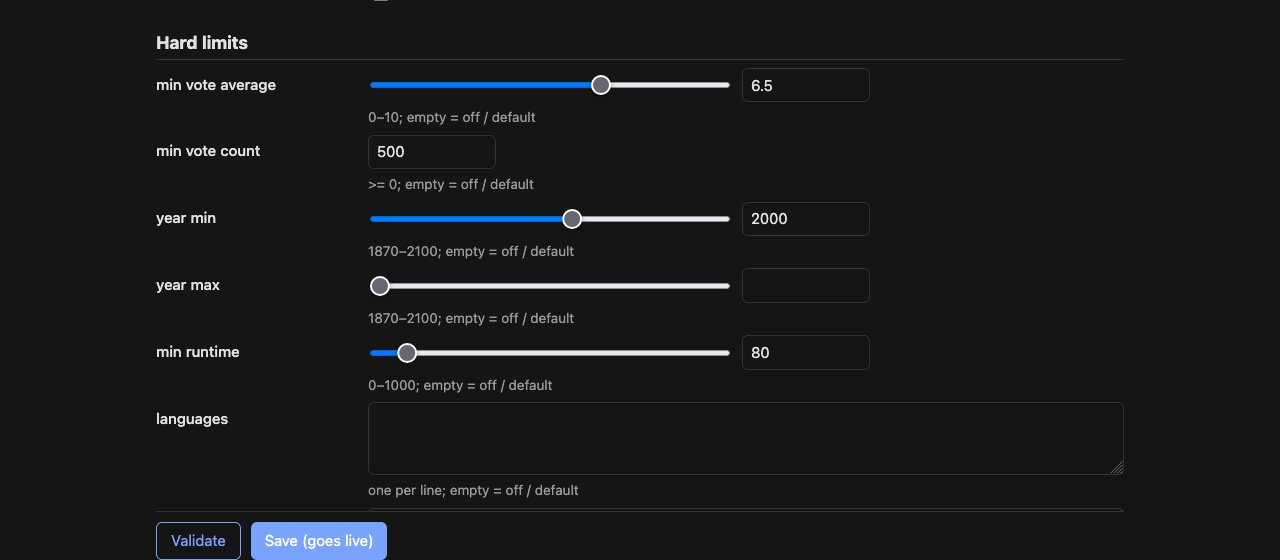 Hard limits
min vote average 6.5
0–10; empty = off / default
min vote count 500
>= 0; empty = off / default
year min 2000
1870–2100; empty = off / default
year max
1870–2100; empty = off / default
min runtime 80
0–1000; empty = off / default
languages
one per line; empty = off / default
Validate Save (goes live)